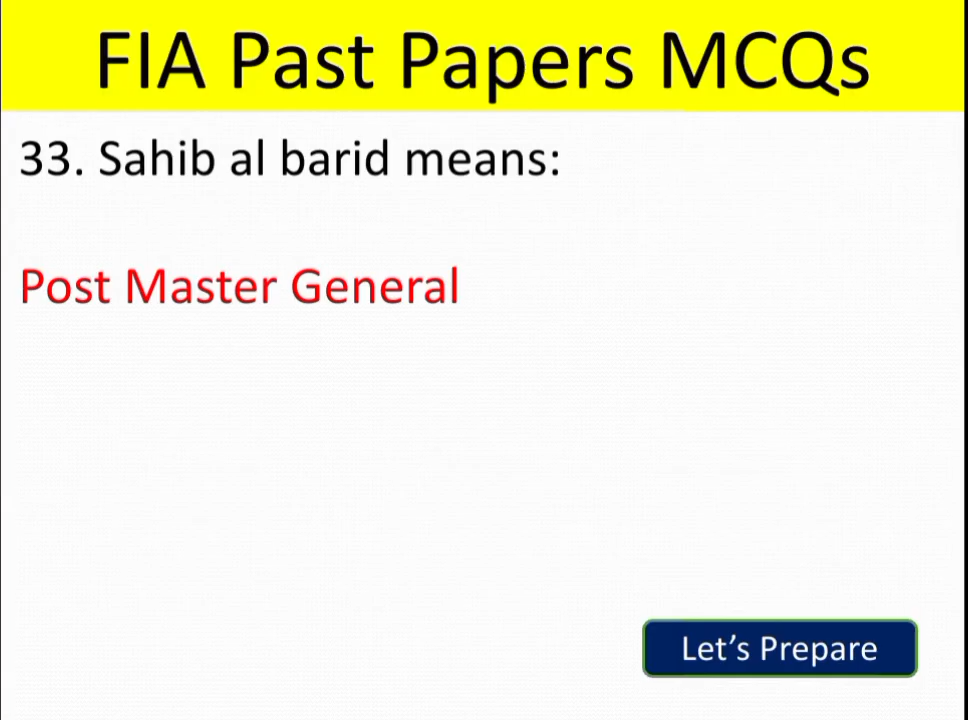 FIA Past Papers MCQs
33. Sahib al barid means:
Post Master General
Let's Prepare